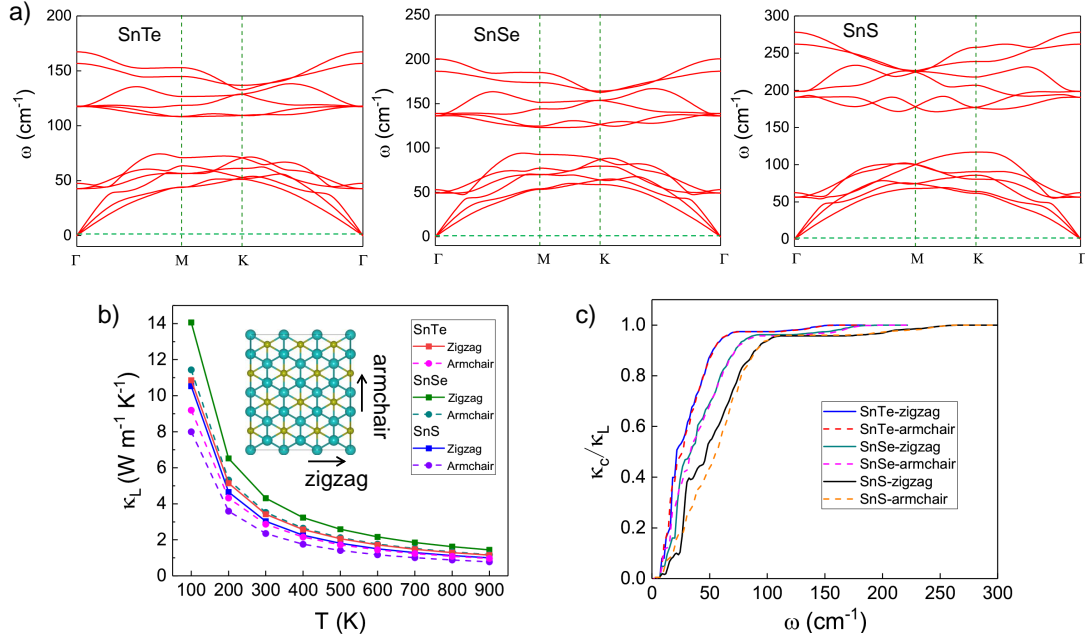 a)
SnTe
SnSe
SnS
ω (cm⁻¹)
200
150
100
50
0
Γ
M
K
Γ
ω (cm⁻¹)
250
200
150
100
50
0
Γ
M
K
Γ
ω (cm⁻¹)
300
250
200
150
100
50
0
Γ
M
K
Γ
b)
κL (W m⁻¹ K⁻¹)
14
12
10
8
6
4
2
0
100 200 300 400 500 600 700 800 900
T (K)
armchair
zigzag
SnTe
Zigzag
Armchair
SnSe
Zigzag
Armchair
SnS
Zigzag
Armchair
c)
κc/κL
1.0
0.8
0.6
0.4
0.2
0.0
0 50 100 150 200 250 300
ω (cm⁻¹)
SnTe-zigzag
SnTe-armchair
SnSe-zigzag
SnSe-armchair
SnS-zigzag
SnS-armchair